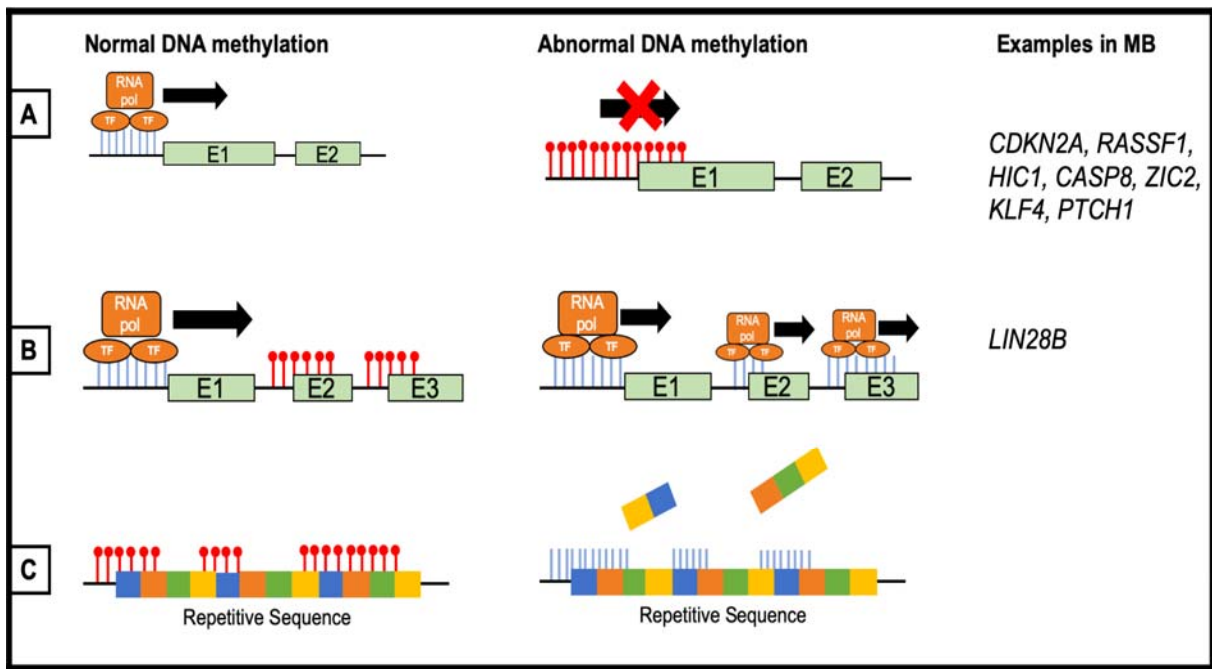 Normal DNA methylation
Abnormal DNA methylation
Examples in MB
A
RNA
pol
TF TF
E1 E2
E1 E2
CDKN2A, RASSF1,
HIC1, CASP8, ZIC2,
KLF4, PTCH1
B
RNA
pol
TF TF
E1 E2 E3
RNA
pol
TF TF
RNA
pol
TF TF
RNA
pol
TF TF
E1 E2 E3
LIN28B
C
Repetitive Sequence
Repetitive Sequence